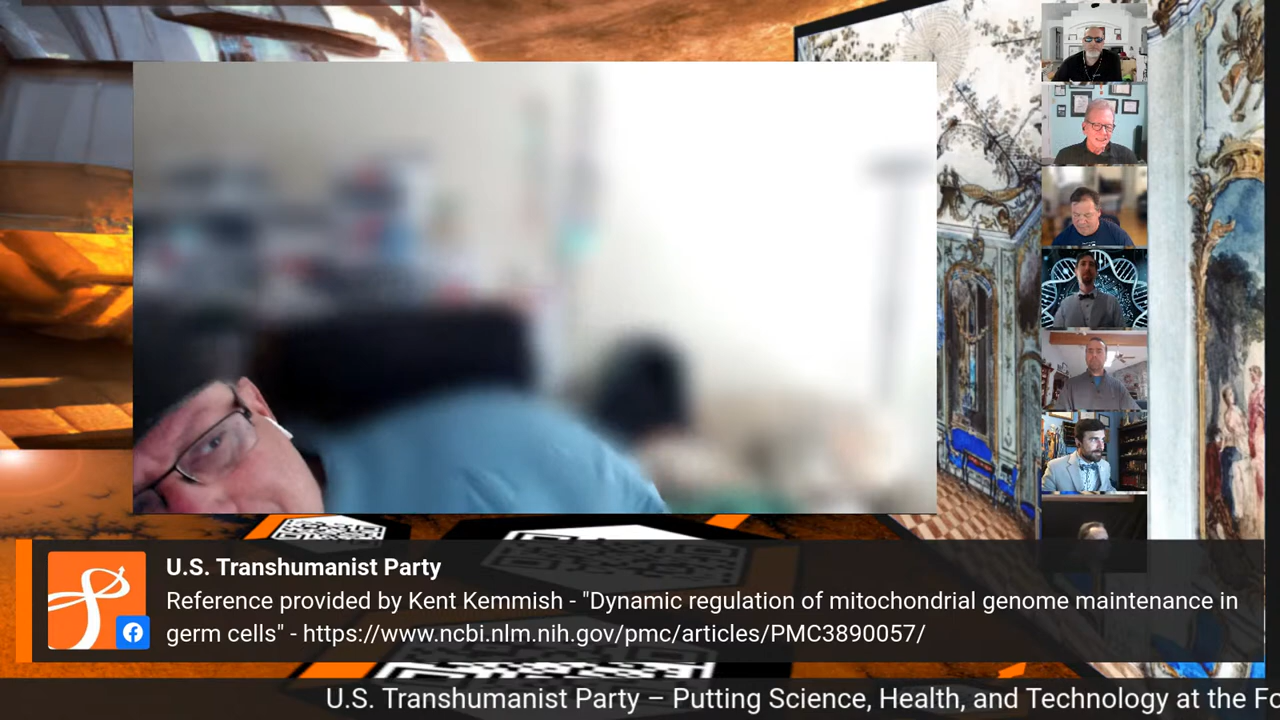 U.S. Transhumanist Party
Reference provided by Kent Kemmish - "Dynamic regulation of mitochondrial genome maintenance in
germ cells" - https://www.ncbi.nlm.nih.gov/pmc/articles/PMC3890057/
U.S. Transhumanist Party – Putting Science, Health, and Technology at the Fo